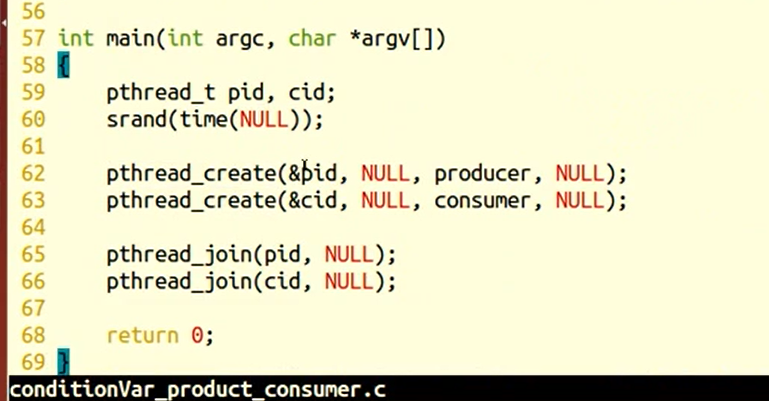 56
57 int main(int argc, char *argv[])
58 {
59     pthread_t pid, cid;
60     srand(time(NULL));
61
62     pthread_create(&pid, NULL, producer, NULL);
63     pthread_create(&cid, NULL, consumer, NULL);
64
65     pthread_join(pid, NULL);
66     pthread_join(cid, NULL);
67
68     return 0;
69 }
conditionVar_product_consumer.c